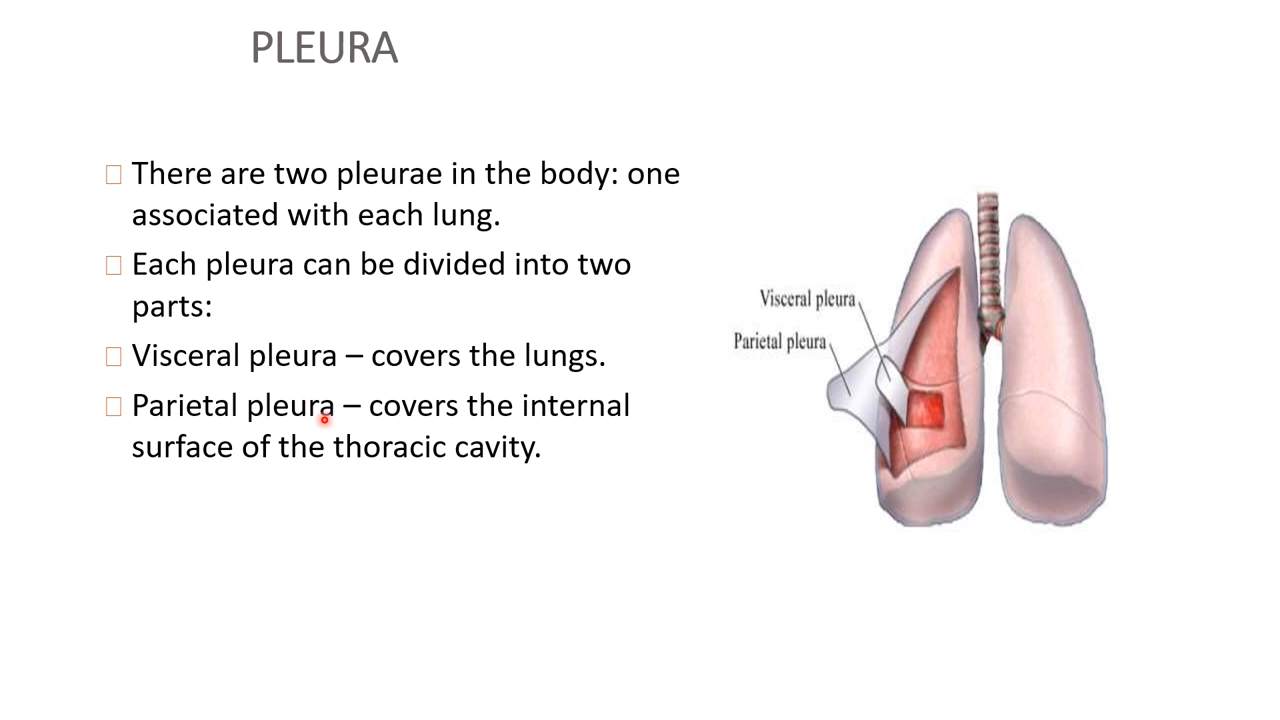 PLEURA
There are two pleurae in the body: one
associated with each lung.
Each pleura can be divided into two
parts:
Visceral pleura – covers the lungs.
Parietal pleura – covers the internal
surface of the thoracic cavity.
Visceral pleura
Parietal pleura